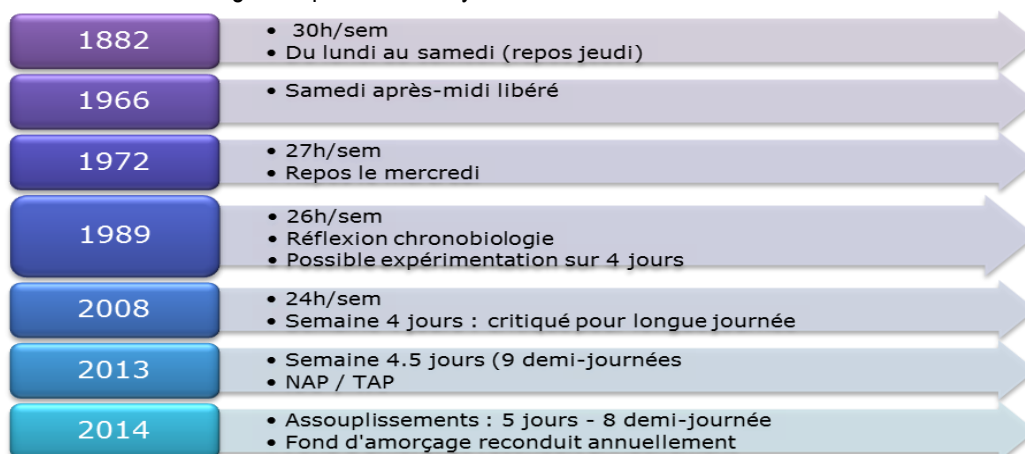 1882
• 30h/sem
• Du lundi au samedi (repos jeudi)
1966
• Samedi après-midi libéré
1972
• 27h/sem
• Repos le mercredi
1989
• 26h/sem
• Réflexion chronobiologie
• Possible expérimentation sur 4 jours
2008
• 24h/sem
• Semaine 4 jours : critiqué pour longue journée
2013
• Semaine 4.5 jours (9 demi-journées
• NAP / TAP
2014
• Assouplissements : 5 jours - 8 demi-journée
• Fond d'amorçage reconduit annuellement